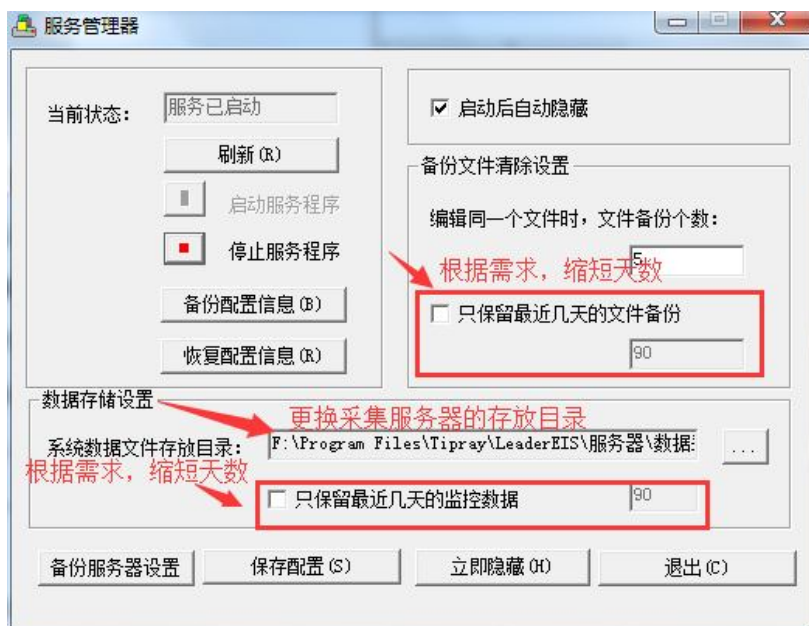 服务管理器
当前状态:
服务已启动
刷新(R)
启动服务程序
停止服务程序
备份配置信息(B)
恢复配置信息(R)
启动后自动隐藏
备份文件清除设置
编辑同一个文件时，文件备份个数:
5
根据需求，缩短天数
只保留最近几天的文件备份
90
数据存储设置
更换采集服务器的存放目录
系统数据文件存放目录:
F:\Program Files\Tipray\LeaderEIS\服务器\数据
...
根据需求，缩短天数
只保留最近几天的监控数据
90
备份服务器设置
保存配置(S)
立即隐藏(H)
退出(C)